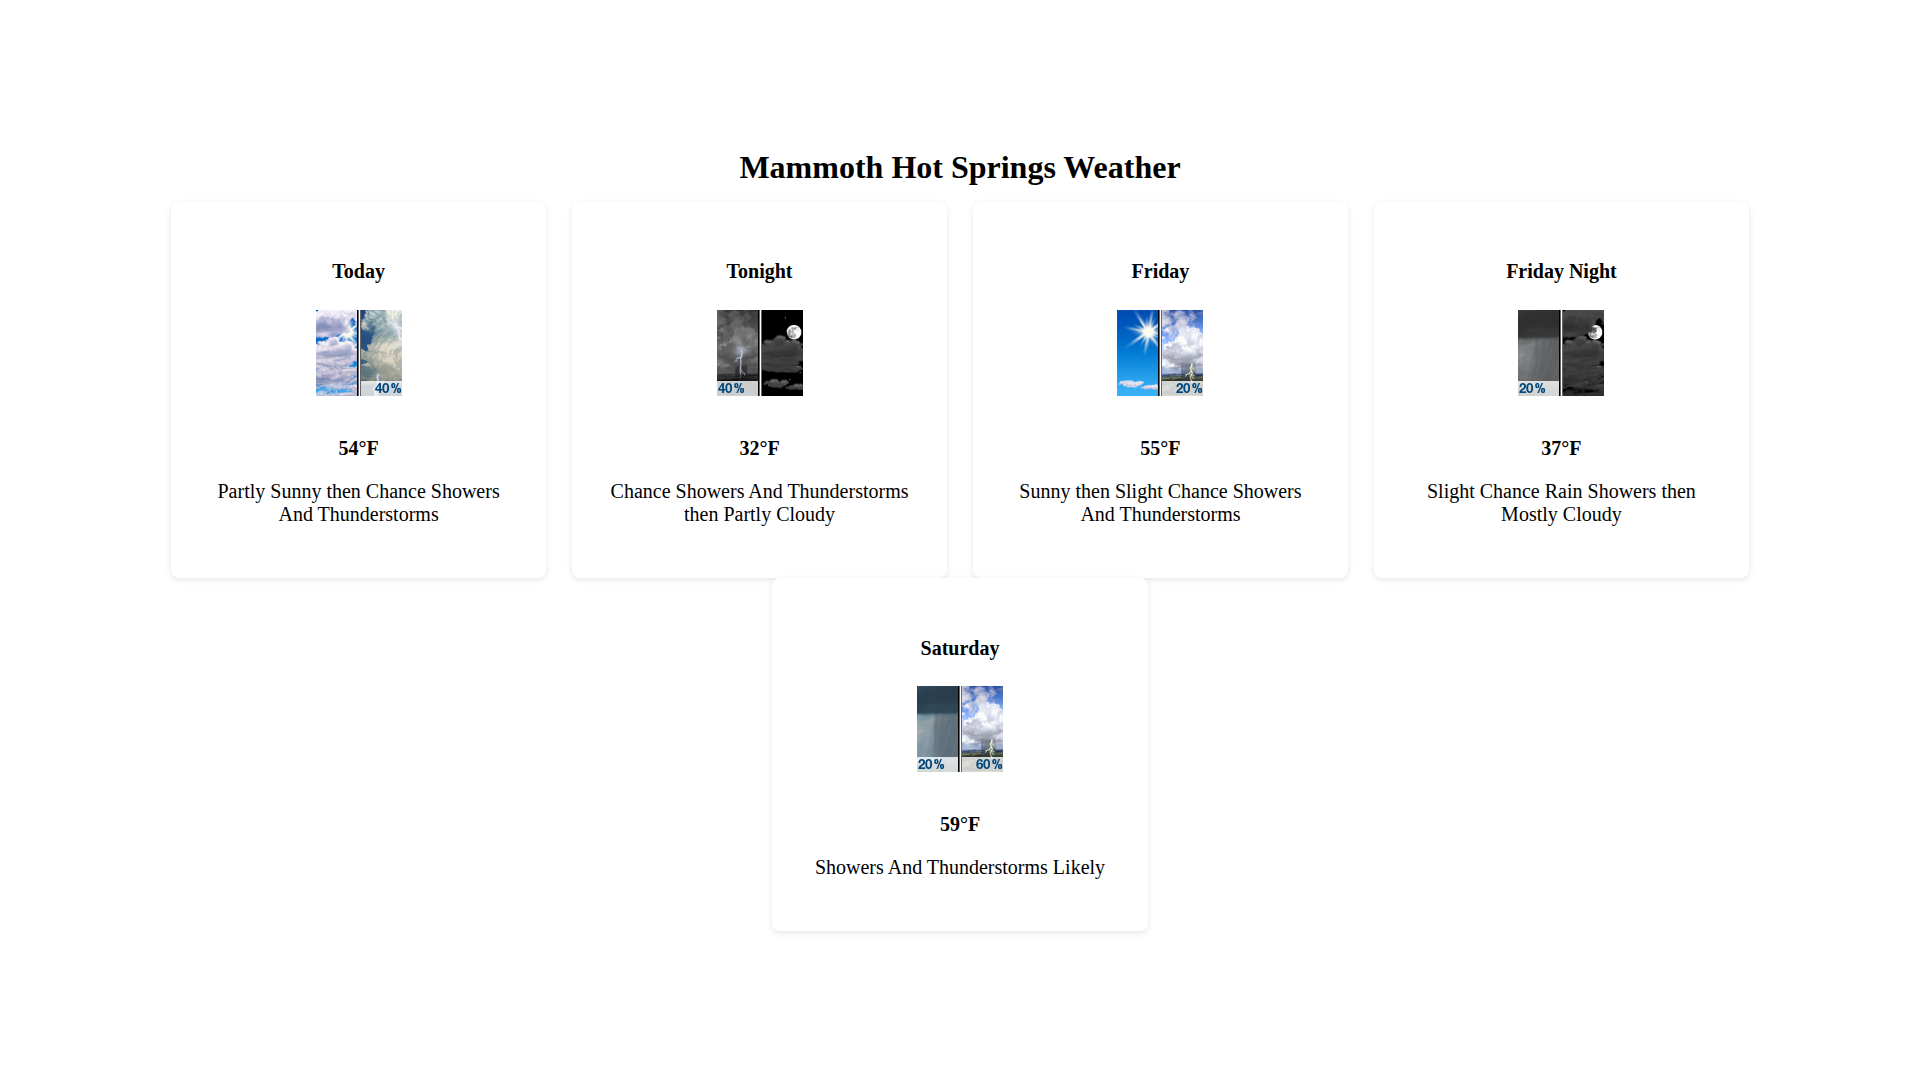 Mammoth Hot Springs Weather
Today
40%
54°F
Partly Sunny then Chance Showers
And Thunderstorms
Tonight
40%
32°F
Chance Showers And Thunderstorms
then Partly Cloudy
Friday
20%
55°F
Sunny then Slight Chance Showers
And Thunderstorms
Friday Night
20%
37°F
Slight Chance Rain Showers then
Mostly Cloudy
Saturday
20% 60%
59°F
Showers And Thunderstorms Likely